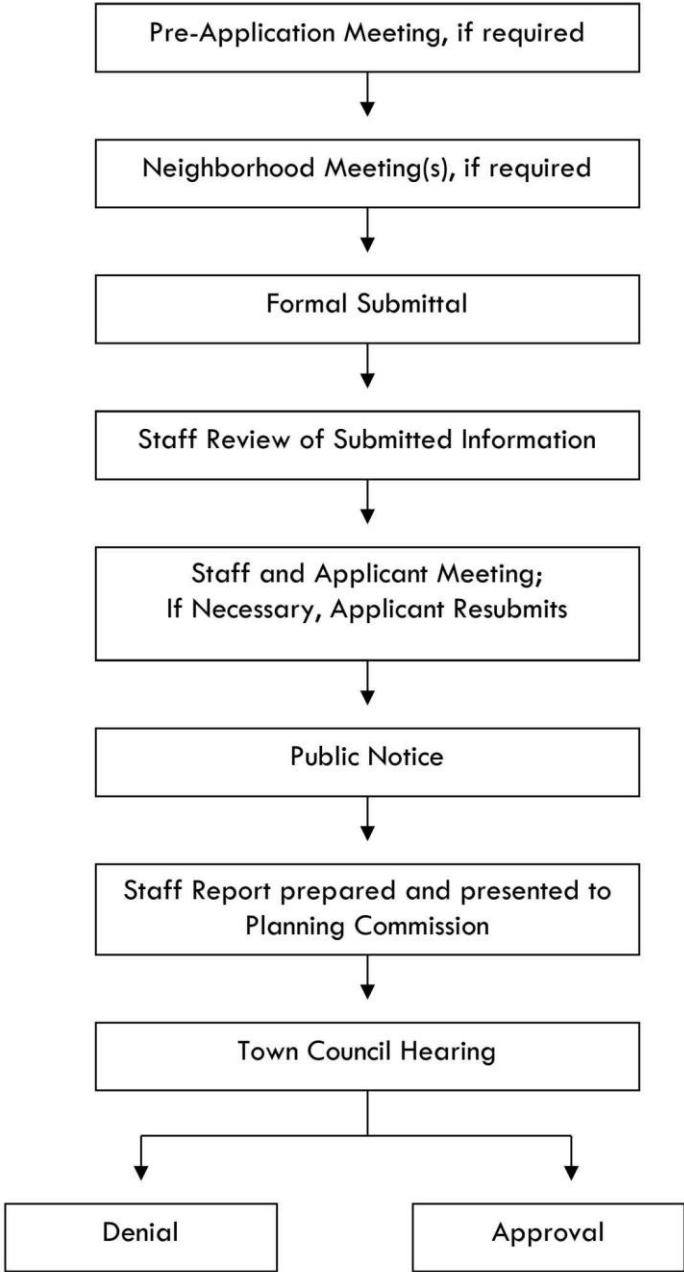 Pre-Application Meeting, if required
Neighborhood Meeting(s), if required
Formal Submittal
Staff Review of Submitted Information
Staff and Applicant Meeting;
If Necessary, Applicant Resubmits
Public Notice
Staff Report prepared and presented to
Planning Commission
Town Council Hearing
Denial
Approval